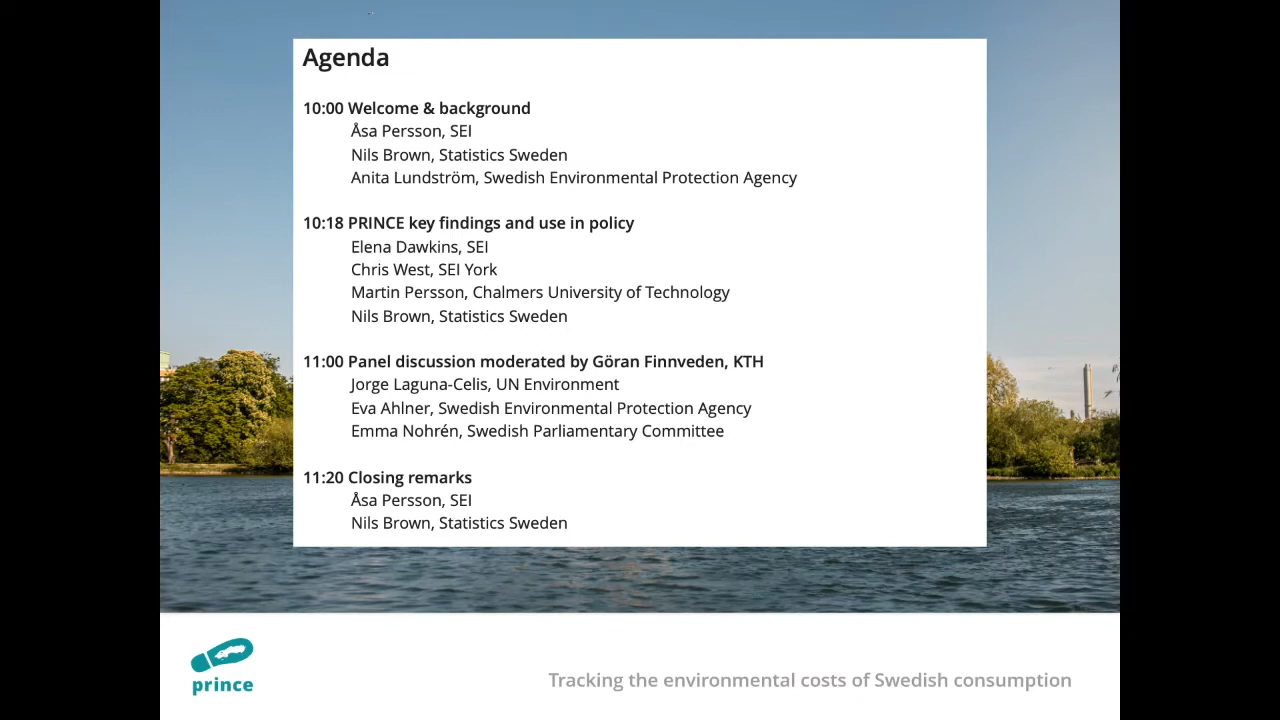 Agenda
10:00 Welcome & background
Åsa Persson, SEI
Nils Brown, Statistics Sweden
Anita Lundström, Swedish Environmental Protection Agency
10:18 PRINCE key findings and use in policy
Elena Dawkins, SEI
Chris West, SEI York
Martin Persson, Chalmers University of Technology
Nils Brown, Statistics Sweden
11:00 Panel discussion moderated by Göran Finnveden, KTH
Jorge Laguna-Celis, UN Environment
Eva Ahlner, Swedish Environmental Protection Agency
Emma Nohrén, Swedish Parliamentary Committee
11:20 Closing remarks
Åsa Persson, SEI
Nils Brown, Statistics Sweden
prince
Tracking the environmental costs of Swedish consumption